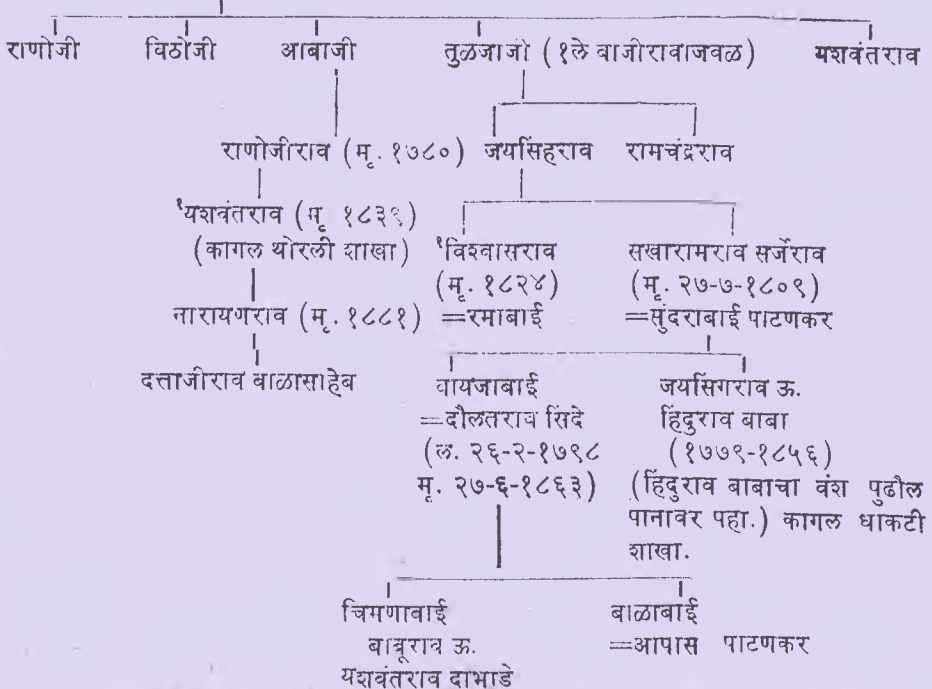 राणोजी विठोजी आबाजी तुळजाजी (१ले बाजीरावाजवळ) यशवंतराव
राणोजीराव (मृ. १७८०) जयसिंहराव रामचंद्रराव
१यशवंतराव (मृ १८३९)
(कागल थोरली शाखा)
१विश्वासराव
(मृ. १८२४)
=रमाबाई
सखारामराव सर्जेराव
(मृ. २७-७-१८०९)
=सुंदराबाई पाटणकर
नारायणराव (मृ. १८८१)
दत्ताजीराव बाळासाहेब
बायजाबाई
=दौलतराव सिंदे
(ल. २६-२-१७९८
मृ. २७-६-१८६३)
जयसिंगराव ऊ.
हिंदुराव बाबा
(१७७९-१८५६)
(हिंदुराव बाबाचा वंश पुढील
पानावर पहा.) कागल धाकटी
शाखा.
चिमणाबाई
बाबूराव ऊ.
यशवंतराव दाभाडे
बाळाबाई
=आपास पाटणकर